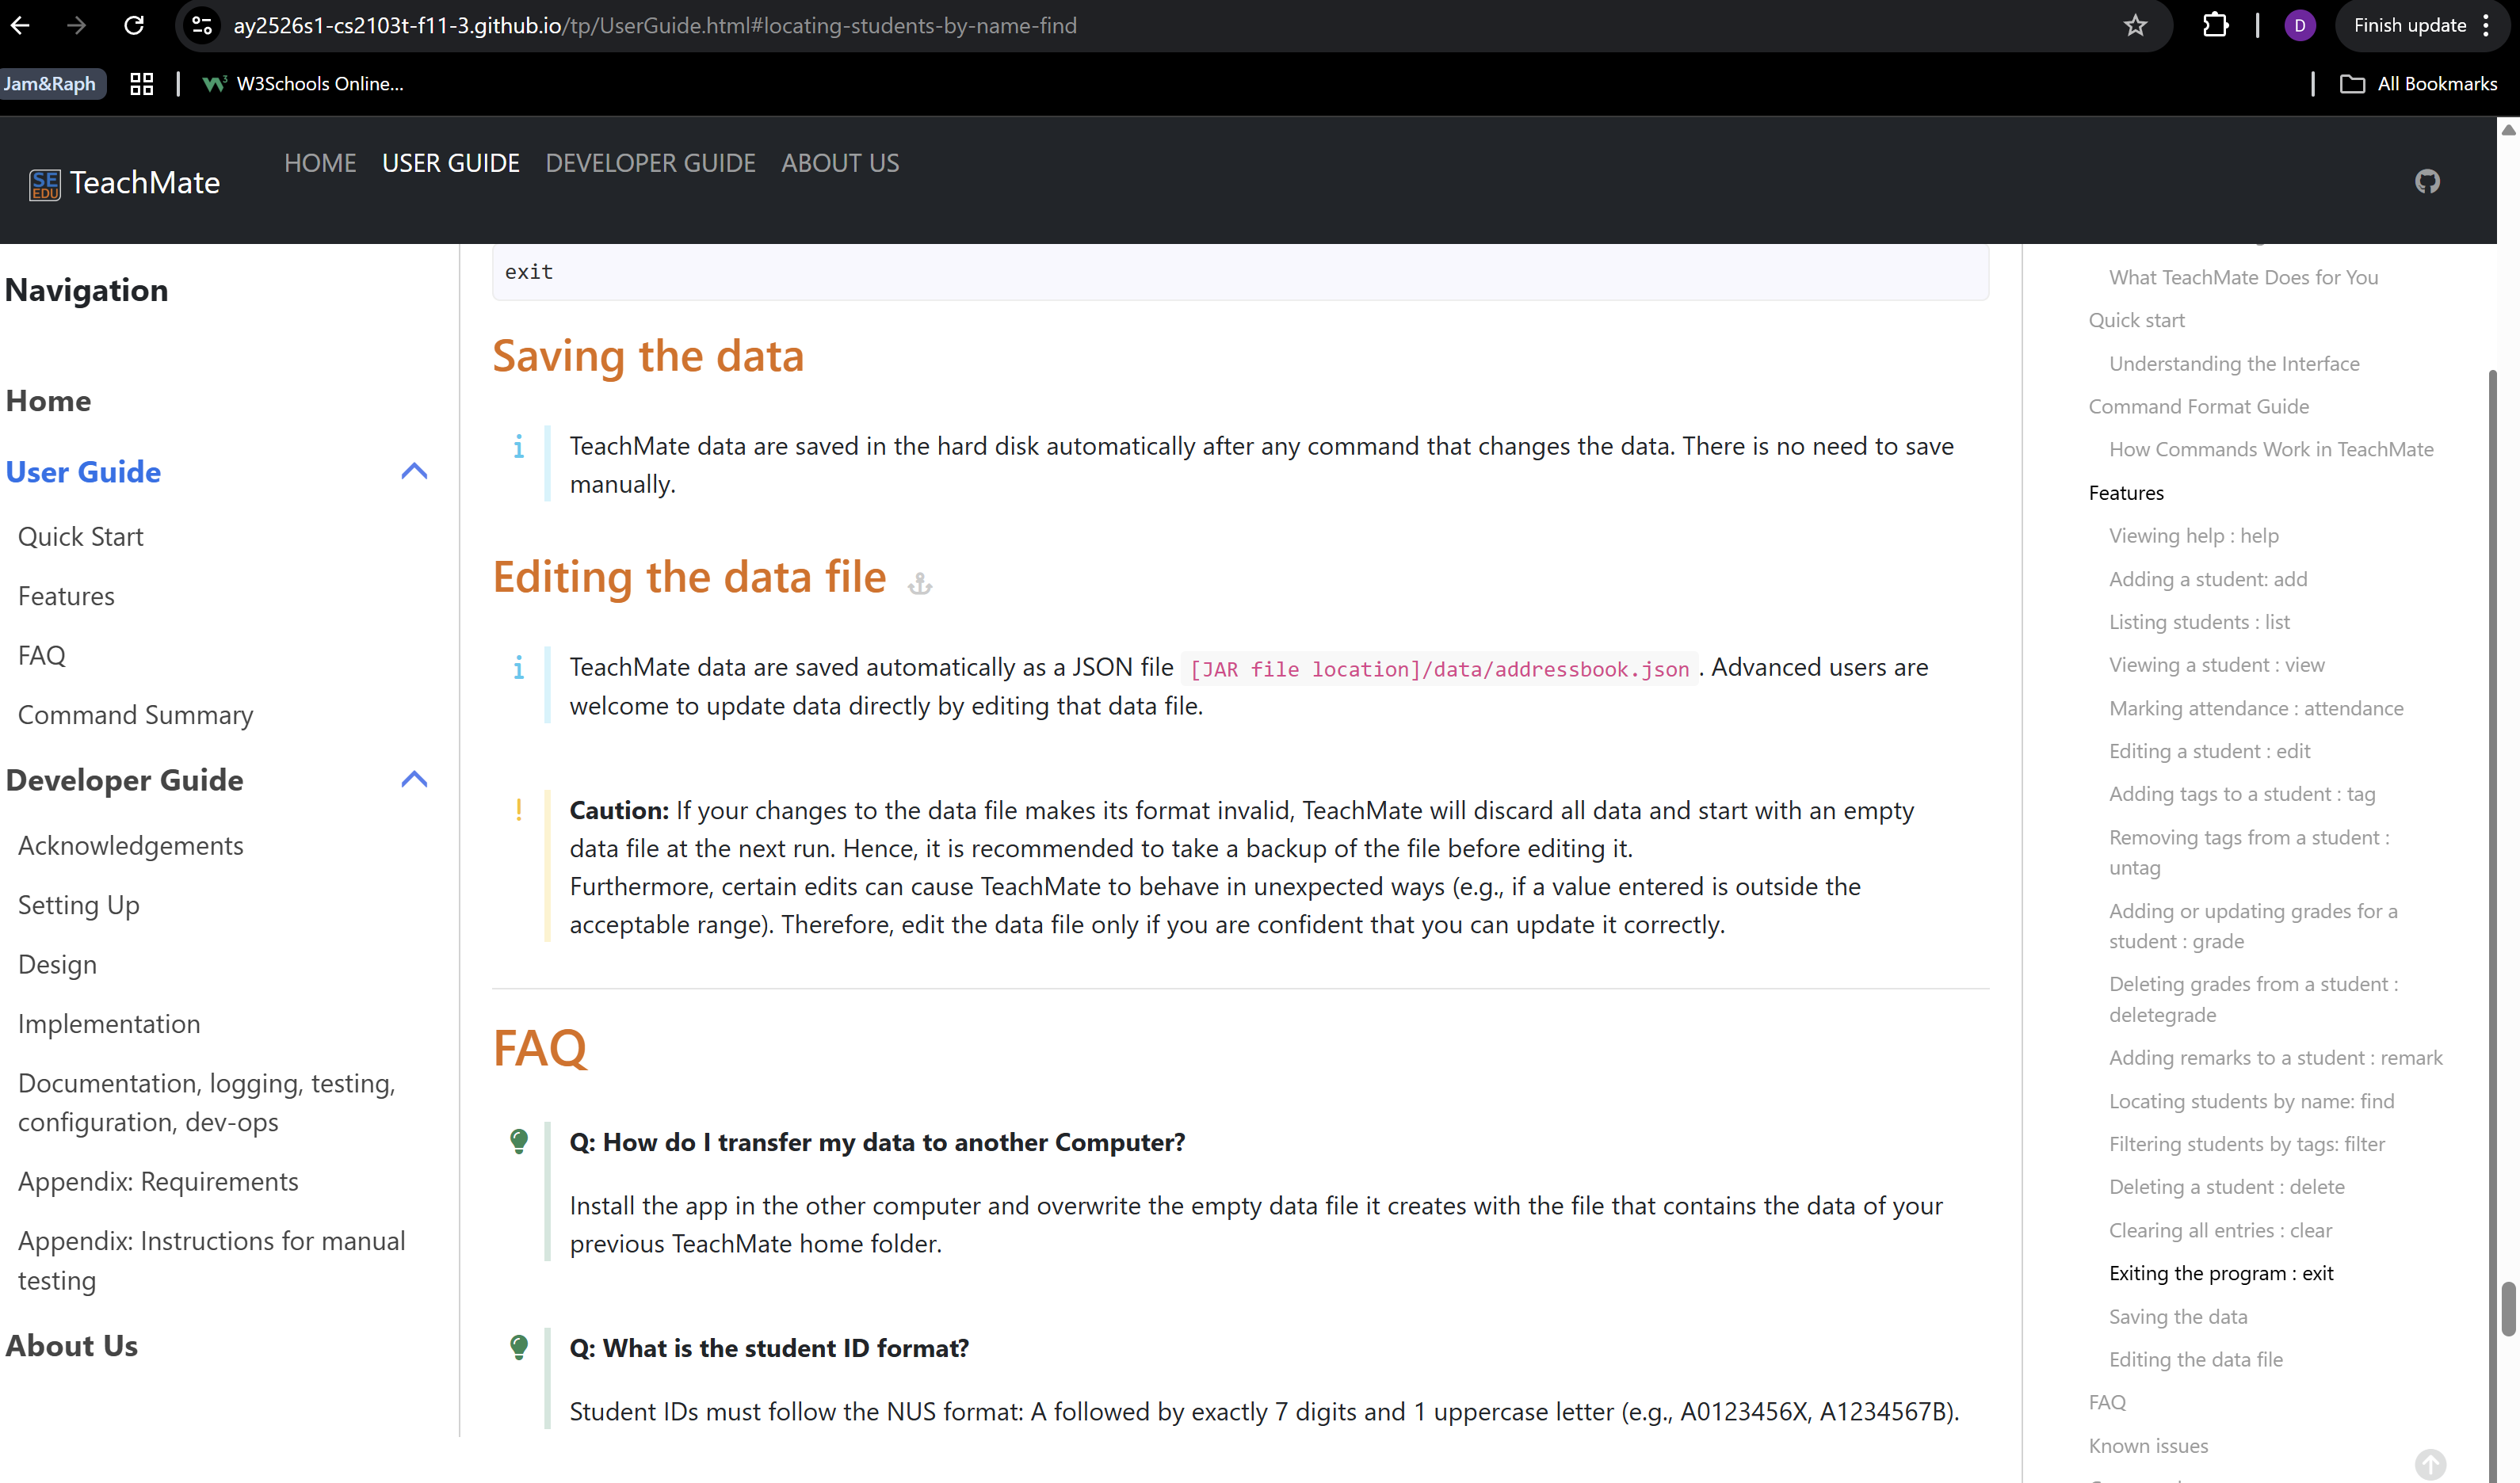 ay2526s1-cs2103t-f11-3.github.io/tp/UserGuide.html#locating-students-by-name-find
D
Finish update
Jam&Raph
W3Schools Online...
All Bookmarks
SE
EDU
TeachMate
HOME
USER GUIDE
DEVELOPER GUIDE
ABOUT US
Navigation
Home
User Guide
Quick Start
Features
FAQ
Command Summary
Developer Guide
Acknowledgements
Setting Up
Design
Implementation
Documentation, logging, testing,
configuration, dev-ops
Appendix: Requirements
Appendix: Instructions for manual
testing
About Us
exit
Saving the data
TeachMate data are saved in the hard disk automatically after any command that changes the data. There is no need to save
manually.
Editing the data file
TeachMate data are saved automatically as a JSON file [JAR file location]/data/addressbook.json. Advanced users are
welcome to update data directly by editing that data file.
Caution: If your changes to the data file makes its format invalid, TeachMate will discard all data and start with an empty
data file at the next run. Hence, it is recommended to take a backup of the file before editing it.
Furthermore, certain edits can cause TeachMate to behave in unexpected ways (e.g., if a value entered is outside the
acceptable range). Therefore, edit the data file only if you are confident that you can update it correctly.
FAQ
Q: How do I transfer my data to another Computer?
Install the app in the other computer and overwrite the empty data file it creates with the file that contains the data of your
previous TeachMate home folder.
Q: What is the student ID format?
Student IDs must follow the NUS format: A followed by exactly 7 digits and 1 uppercase letter (e.g., A0123456X, A1234567B).
What TeachMate Does for You
Quick start
Understanding the Interface
Command Format Guide
How Commands Work in TeachMate
Features
Viewing help : help
Adding a student: add
Listing students : list
Viewing a student : view
Marking attendance : attendance
Editing a student : edit
Adding tags to a student : tag
Removing tags from a student :
untag
Adding or updating grades for a
student : grade
Deleting grades from a student :
deletegrade
Adding remarks to a student : remark
Locating students by name: find
Filtering students by tags: filter
Deleting a student : delete
Clearing all entries : clear
Exiting the program : exit
Saving the data
Editing the data file
FAQ
Known issues